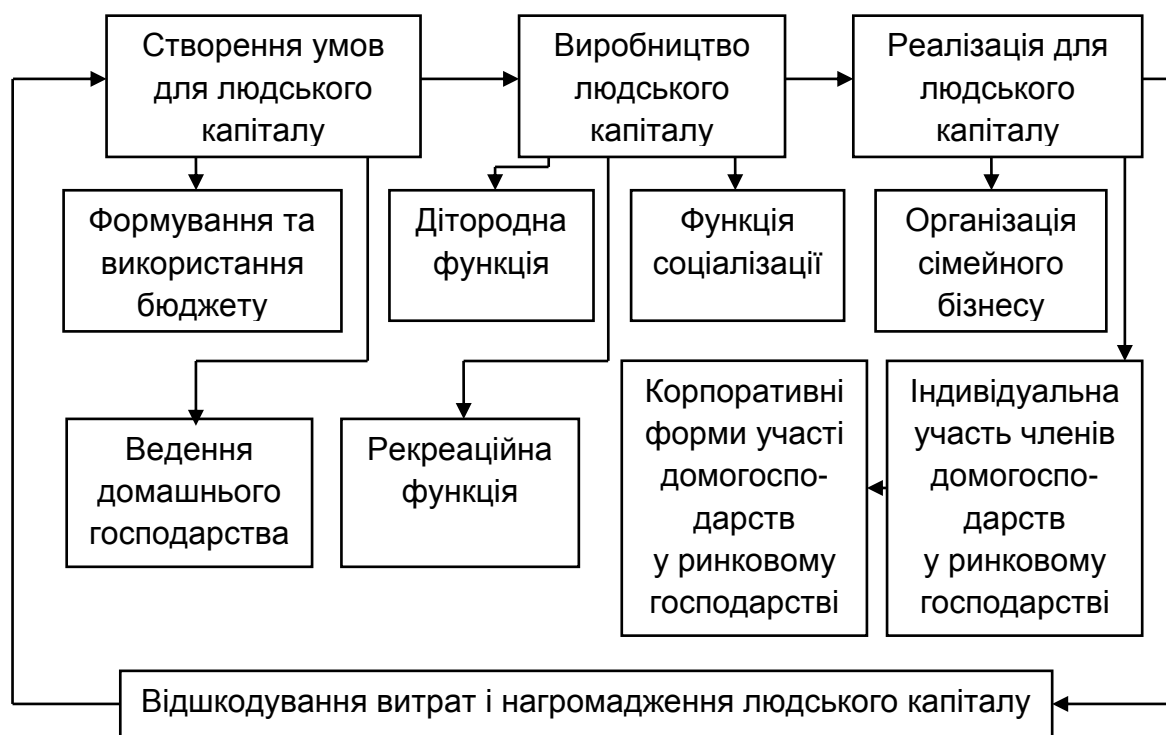 Створення умов
для людського
капіталу
Виробництво
людського
капіталу
Реалізація для
людського
капіталу
Формування та
використання
бюджету
Дітородна
функція
Функція
соціалізації
Організація
сімейного
бізнесу
Ведення
домашнього
господарства
Рекреаційна
функція
Корпоративні
форми участі
домогоспо-
дарств
у ринковому
господарстві
Індивідуальна
участь членів
домогоспо-
дарств
у ринковому
господарстві
Відшкодування витрат і нагромадження людського капіталу